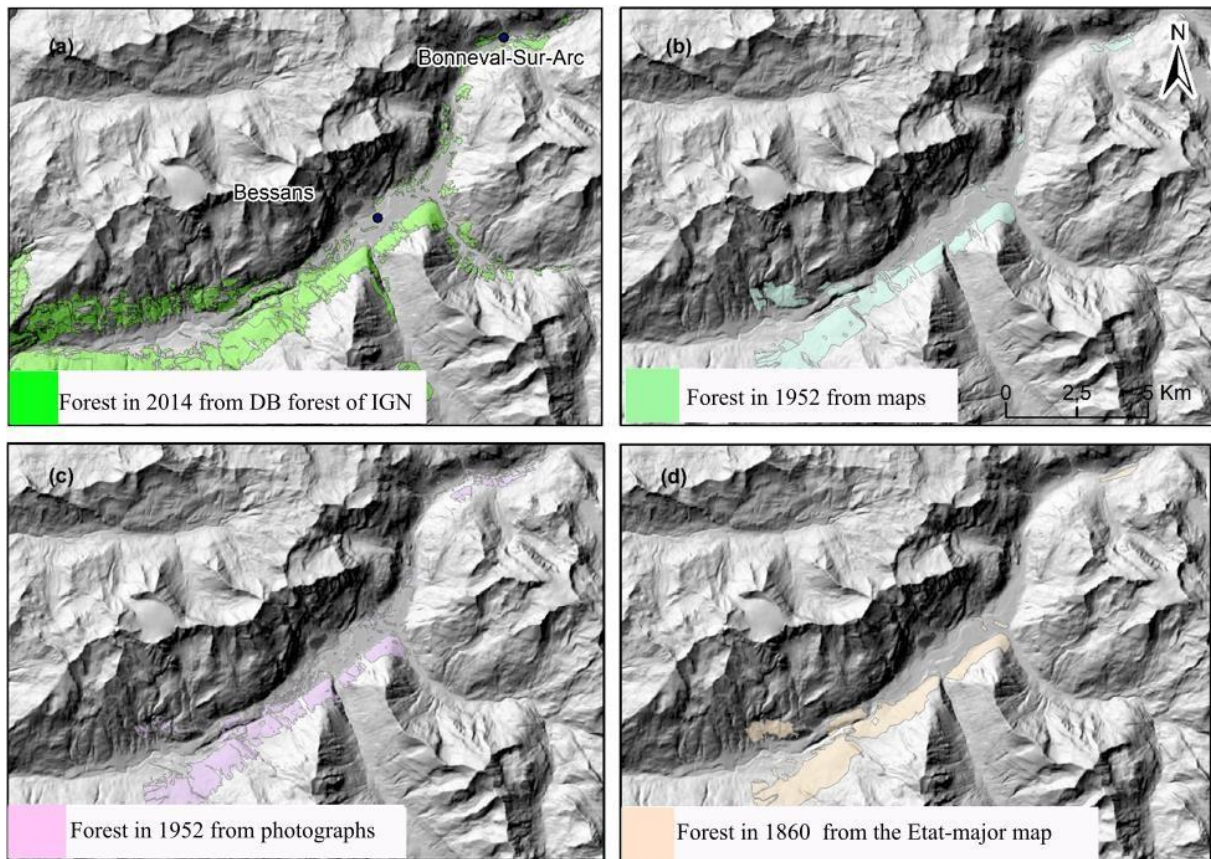 (a)
Bonneval-Sur-Arc
Bessans
Forest in 2014 from DB forest of IGN
(b)
N
Forest in 1952 from maps
0 2,5 5 Km
(c)
Forest in 1952 from photographs
(d)
Forest in 1860 from the Etat-major map